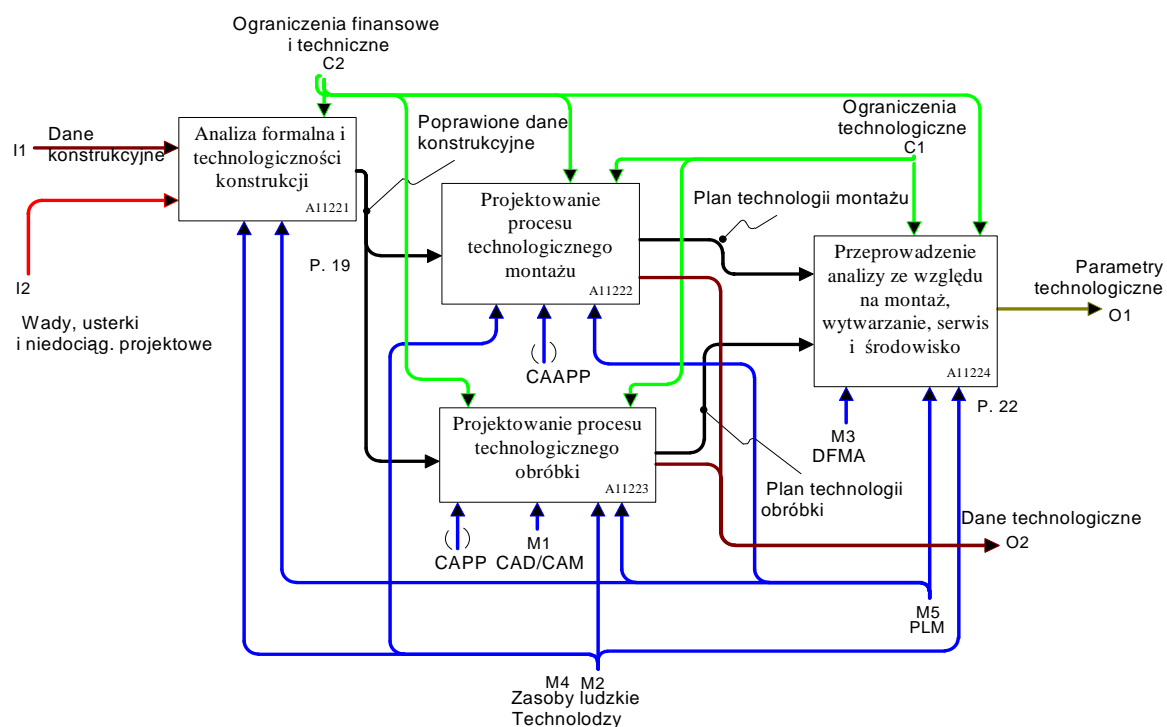 Ograniczenia finansowe
i techniczne
C2
Ograniczenia
technologiczne
C1
I1
Dane
konstrukcyjne
Analiza formalna i
technologiczności
konstrukcji
A11221
Poprawione dane
konstrukcyjne
I2
Wady, usterki
i niedociąg. projektowe
P. 19
Projektowanie
procesu
technologicznego
montażu
A11222
Plan technologii montażu
CAAPP
Przeprowadzenie
analizy ze względu
na montaż,
wytwarzanie, serwis
i środowisko
A11224
Parametry
technologiczne
O1
P. 22
M3
DFMA
Projektowanie procesu
technologicznego
obróbki
A11223
Plan technologii
obróbki
CAPP
M1
CAD/CAM
Dane technologiczne
O2
M5
PLM
M4 M2
Zasoby ludzkie
Technolodzy